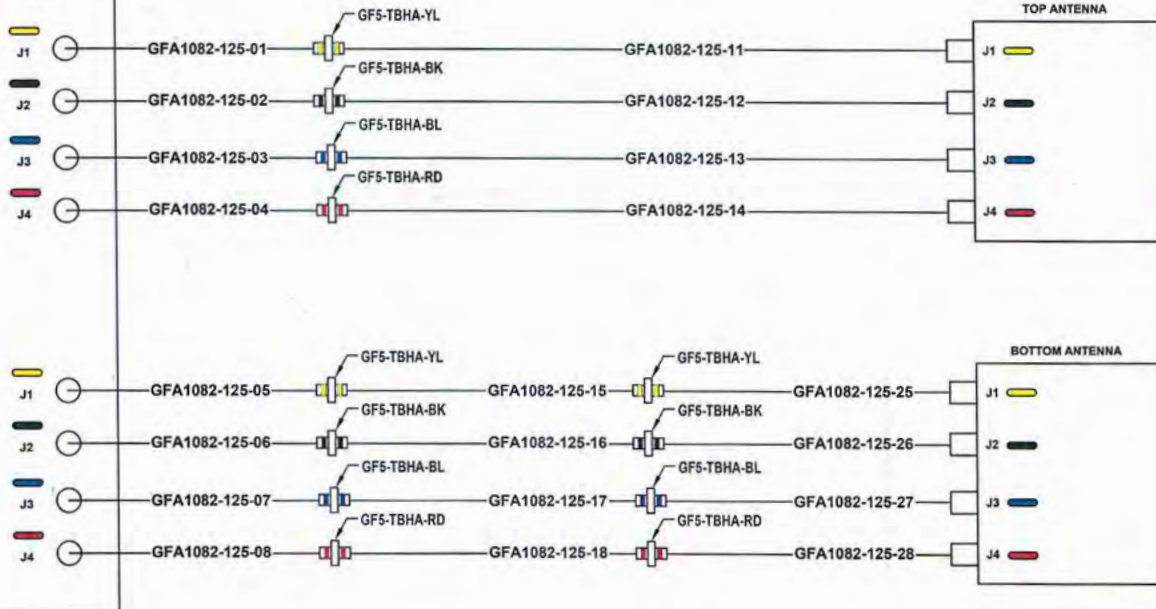 TOP ANTENNA
GF5-TBHA-YL
J1 GFA1082-125-01 GFA1082-125-11 J1
GF5-TBHA-BK
J2 GFA1082-125-02 GFA1082-125-12 J2
GF5-TBHA-BL
J3 GFA1082-125-03 GFA1082-125-13 J3
GF5-TBHA-RD
J4 GFA1082-125-04 GFA1082-125-14 J4
BOTTOM ANTENNA
GF5-TBHA-YL GF5-TBHA-YL
J1 GFA1082-125-05 GFA1082-125-15 GFA1082-125-25 J1
GF5-TBHA-BK GF5-TBHA-BK
J2 GFA1082-125-06 GFA1082-125-16 GFA1082-125-26 J2
GF5-TBHA-BL GF5-TBHA-BL
J3 GFA1082-125-07 GFA1082-125-17 GFA1082-125-27 J3
GF5-TBHA-RD GF5-TBHA-RD
J4 GFA1082-125-08 GFA1082-125-18 GFA1082-125-28 J4